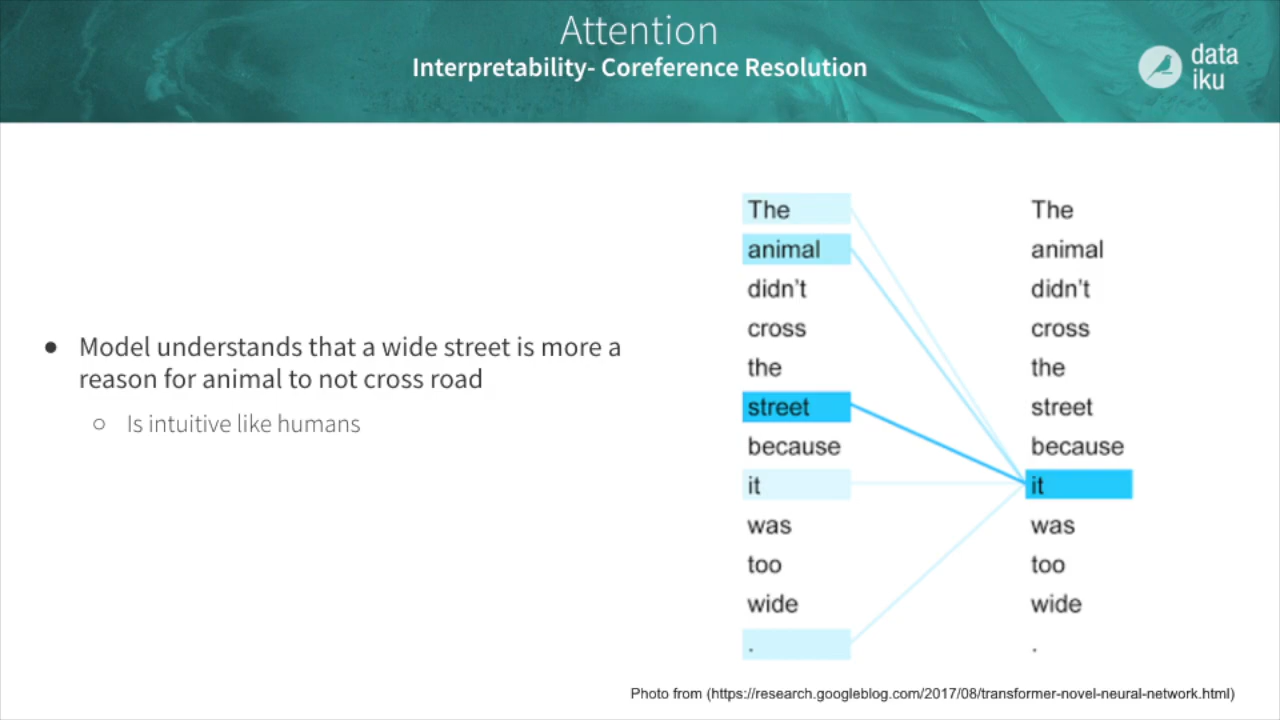 Attention
Interpretability- Coreference Resolution
data
iku
● Model understands that a wide street is more a
reason for animal to not cross road
○ Is intuitive like humans
The
animal
didn't
cross
the
street
because
it
was
too
wide
.
The
animal
didn't
cross
the
street
because
it
was
too
wide
.
Photo from (https://research.googleblog.com/2017/08/transformer-novel-neural-network.html)